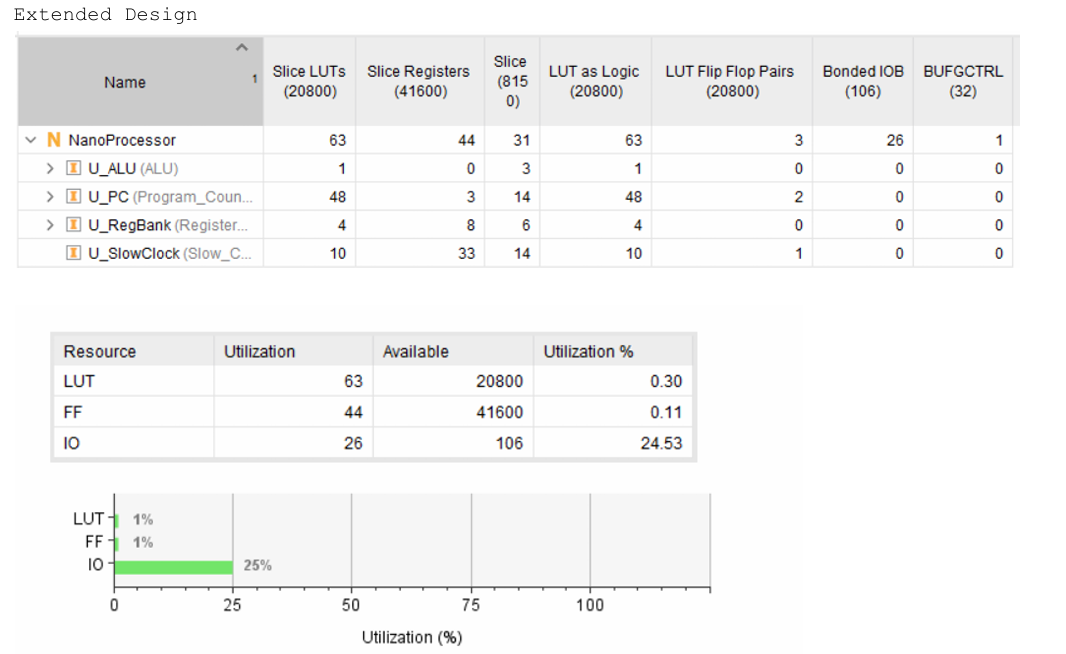 Extended Design
Name 1 Slice LUTs (20800) Slice Registers (41600) Slice (8150) LUT as Logic (20800) LUT Flip Flop Pairs (20800) Bonded IOB (106) BUFGCTRL (32)
N NanoProcessor 63 44 31 63 3 26 1
I U_ALU (ALU) 1 0 3 1 0 0 0
I U_PC (Program_Coun... 48 3 14 48 2 0 0
I U_RegBank (Register... 4 8 6 4 0 0 0
I U_SlowClock (Slow_C... 10 33 14 10 1 0 0
Resource Utilization Available Utilization %
LUT 63 20800 0.30
FF 44 41600 0.11
IO 26 106 24.53
LUT 1%
FF 1%
IO 25%
0 25 50 75 100
Utilization (%)